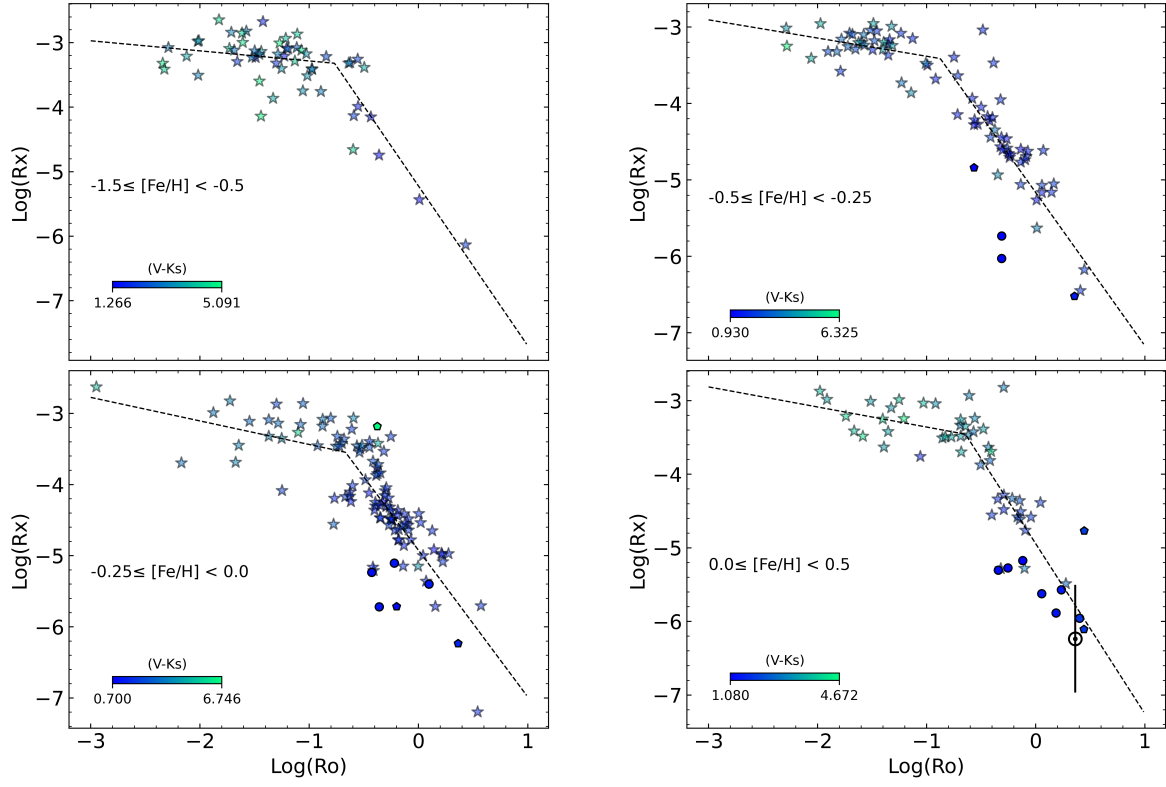 −3
−4
−5
−6
−7
Log(Rx)
-1.5≤ [Fe/H] < -0.5
(V-Ks)
1.266 5.091
−3
−4
−5
−6
−7
Log(Rx)
-0.5≤ [Fe/H] < -0.25
(V-Ks)
0.930 6.325
−3
−4
−5
−6
−7
Log(Rx)
-0.25≤ [Fe/H] < 0.0
(V-Ks)
0.700 6.746
−3 −2 −1 0 1
Log(Ro)
−3
−4
−5
−6
−7
Log(Rx)
0.0≤ [Fe/H] < 0.5
(V-Ks)
1.080 4.672
−3 −2 −1 0 1
Log(Ro)